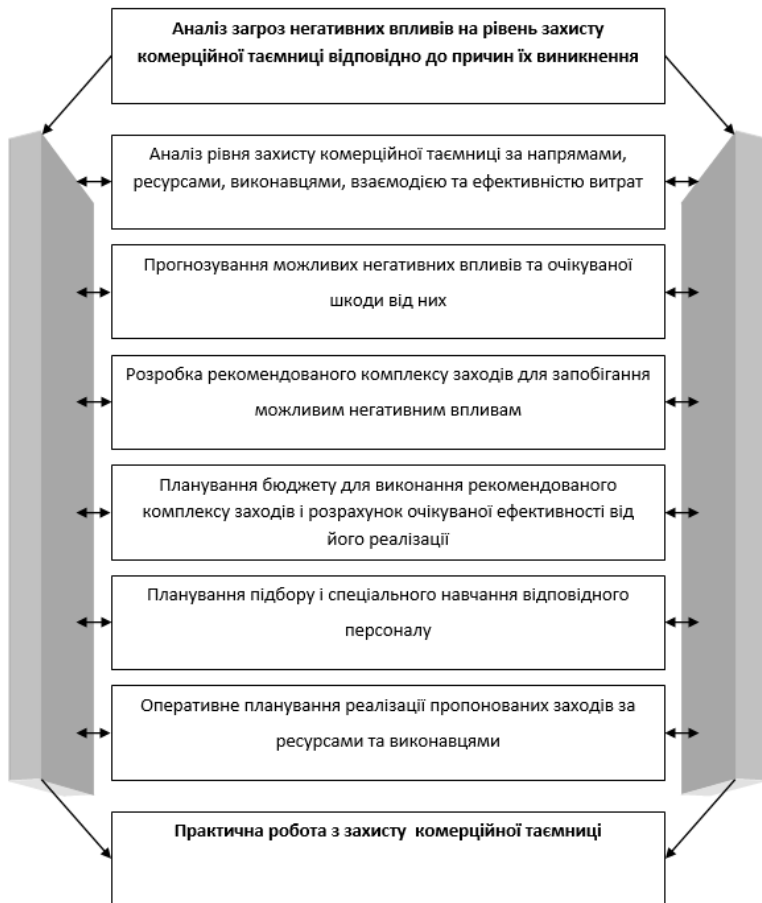 Аналіз загроз негативних впливів на рівень захисту
комерційної таємниці відповідно до причин їх виникнення
Аналіз рівня захисту комерційної таємниці за напрямами,
ресурсами, виконавцями, взаємодією та ефективністю витрат
Прогнозування можливих негативних впливів та очікуваної
шкоди від них
Розробка рекомендованого комплексу заходів для запобігання
можливим негативним впливам
Планування бюджету для виконання рекомендованого
комплексу заходів і розрахунок очікуваної ефективності від
його реалізації
Планування підбору і спеціального навчання відповідного
персоналу
Оперативне планування реалізації пропонованих заходів за
ресурсами та виконавцями
Практична робота з захисту комерційної таємниці